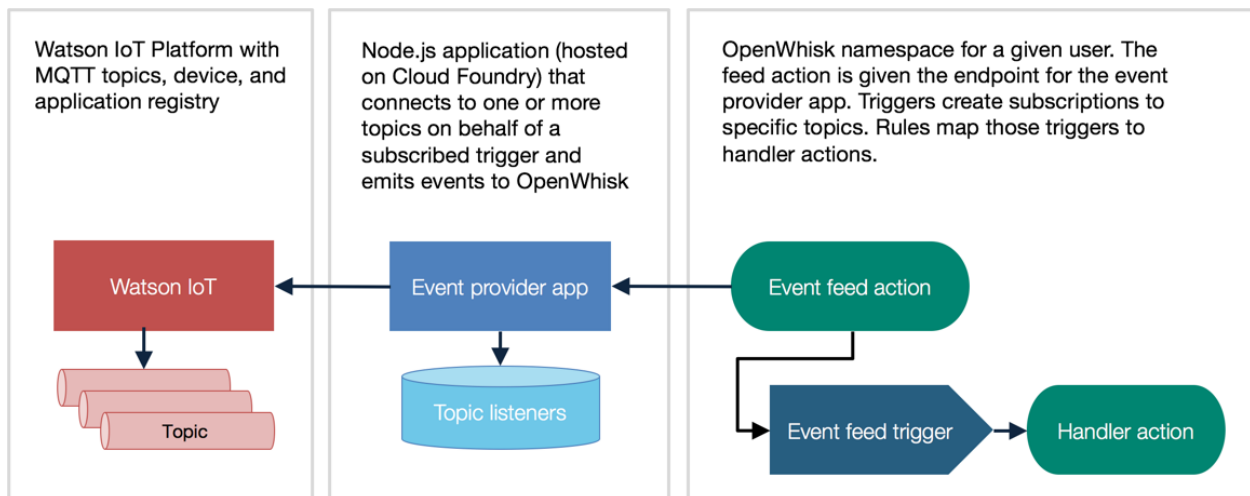 Watson IoT Platform with
MQTT topics, device, and
application registry
Node.js application (hosted
on Cloud Foundry) that
connects to one or more
topics on behalf of a
subscribed trigger and
emits events to OpenWhisk
OpenWhisk namespace for a given user. The
feed action is given the endpoint for the event
provider app. Triggers create subscriptions to
specific topics. Rules map those triggers to
handler actions.
Watson IoT
Event provider app
Event feed action
Topic
Topic listeners
Event feed trigger
Handler action